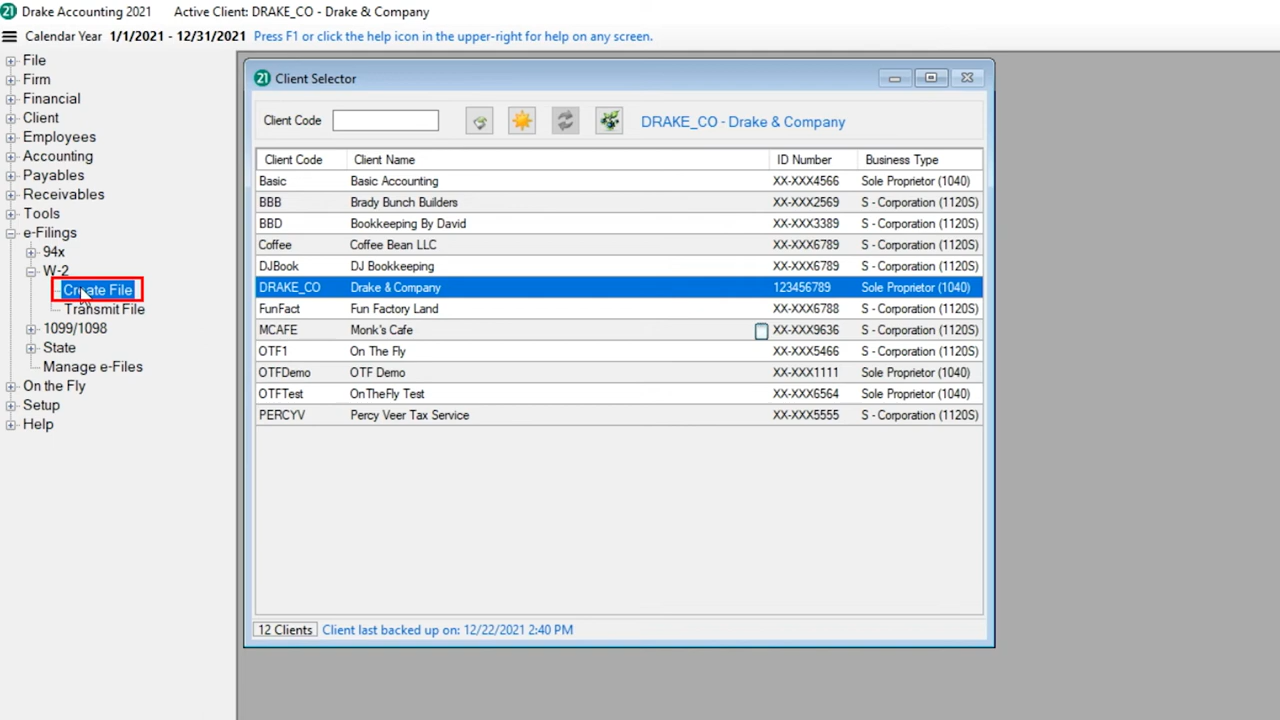 21 Drake Accounting 2021 Active Client: DRAKE_CO - Drake & Company
Calendar Year 1/1/2021 - 12/31/2021 Press F1 or click the help icon in the upper-right for help on any screen.
File
Firm
Financial
Client
Employees
Accounting
Payables
Receivables
Tools
e-Filings
94x
W-2
Create File
Transmit File
1099/1098
State
Manage e-Files
On the Fly
Setup
Help
21 Client Selector
Client Code DRAKE_CO - Drake & Company
Client Code Client Name ID Number Business Type
Basic Basic Accounting XX-XXX4566 Sole Proprietor (1040)
BBB Brady Bunch Builders XX-XXX2569 S - Corporation (1120S)
BBD Bookkeeping By David XX-XXX3389 S - Corporation (1120S)
Coffee Coffee Bean LLC XX-XXX6789 S - Corporation (1120S)
DJBook DJ Bookkeeping XX-XXX6789 S - Corporation (1120S)
DRAKE_CO Drake & Company 123456789 Sole Proprietor (1040)
FunFact Fun Factory Land XX-XXX6788 S - Corporation (1120S)
MCAFE Monk's Cafe XX-XXX9636 S - Corporation (1120S)
OTF1 On The Fly XX-XXX5466 S - Corporation (1120S)
OTFDemo OTF Demo XX-XXX1111 Sole Proprietor (1040)
OTFTest OnTheFly Test XX-XXX6564 Sole Proprietor (1040)
PERCYV Percy Veer Tax Service XX-XXX5555 S - Corporation (1120S)
12 Clients Client last backed up on: 12/22/2021 2:40 PM